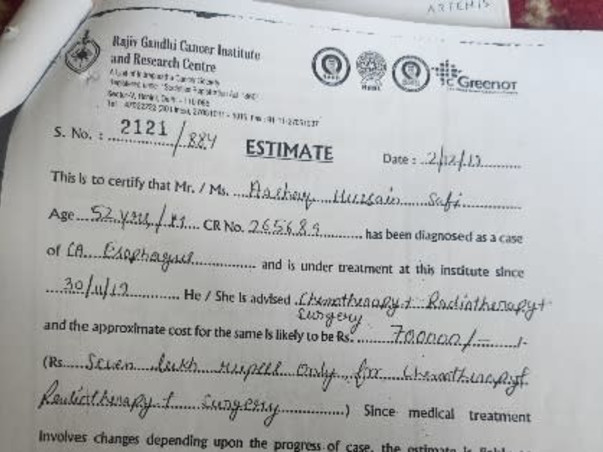 ARTEMIS
Rajiv Gandhi Cancer Institute
and Research Centre
GreenOT
S. No. : 2121/884
ESTIMATE
Date : 2/12/19
This is to certify that Mr. / Ms. Hussain Safi
Age 52 yrs / M CR No. 265689 has been diagnosed as a case
of CA Esophagus and is under treatment at this institute since
30/11/19 He / She is advised Chemotherapy + Radiotherapy +
Surgery
and the approximate cost for the same is likely to be Rs. 700000/- /-
(Rs Seven lakh rupees only for Chemotherapy +
Radiotherapy + Surgery ) Since medical treatment
Involves changes depending upon the progress of case, the estimate is